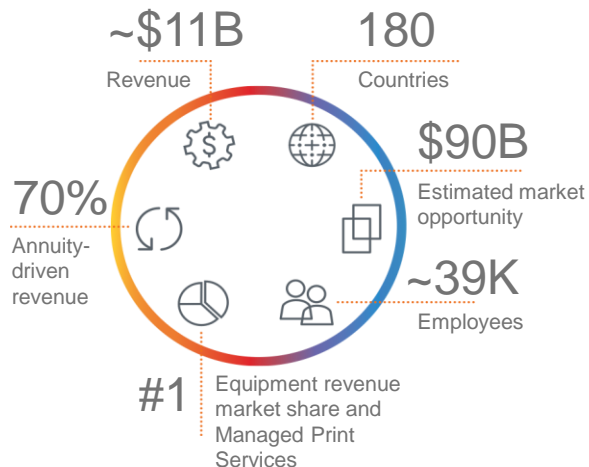 ~$11B
Revenue
180
Countries
$90B
Estimated market
opportunity
70%
Annuity-
driven
revenue
~39K
Employees
#1
Equipment revenue
market share and
Managed Print
Services